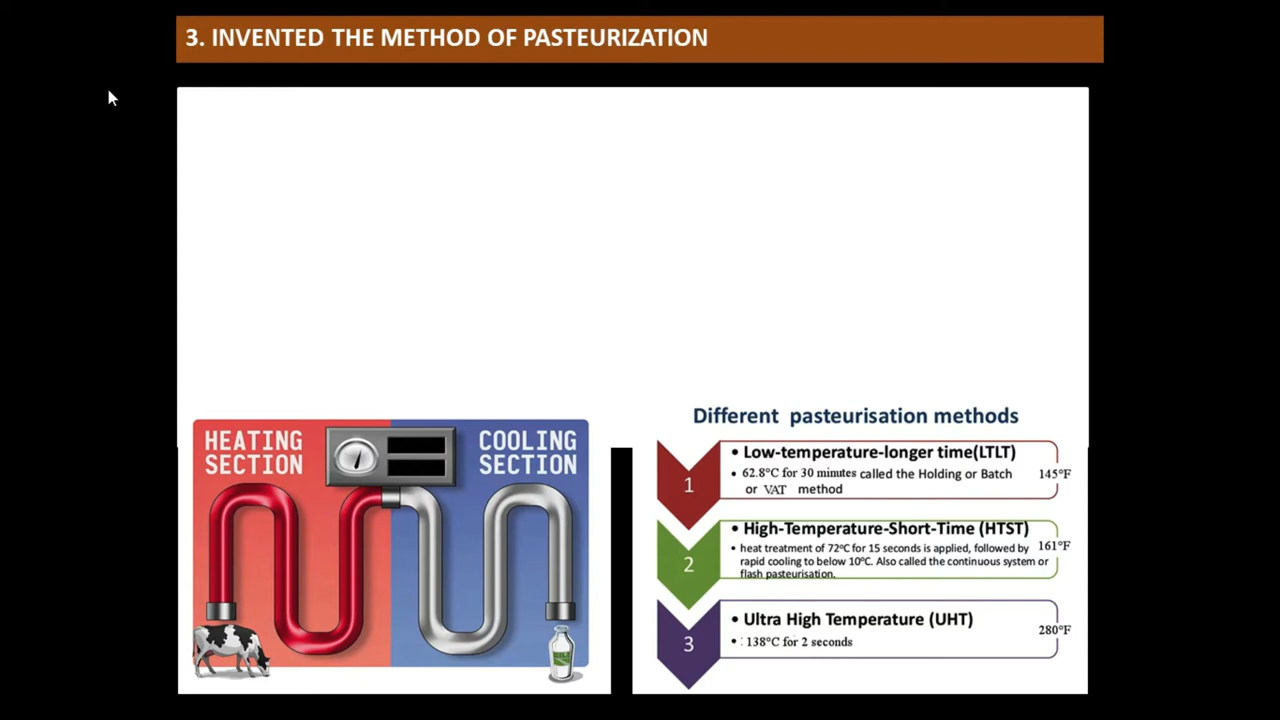 3. INVENTED THE METHOD OF PASTEURIZATION
HEATING
SECTION
COOLING
SECTION
Different pasteurisation methods
1
• Low-temperature-longer time(LTLT)
• 62.8°C for 30 minutes called the Holding or Batch
or VAT method
145°F
2
• High-Temperature-Short-Time (HTST)
• heat treatment of 72°C for 15 seconds is applied, followed by
rapid cooling to below 10°C. Also called the continuous system or
flash pasteurisation.
161°F
3
• Ultra High Temperature (UHT)
• : 138°C for 2 seconds
280°F